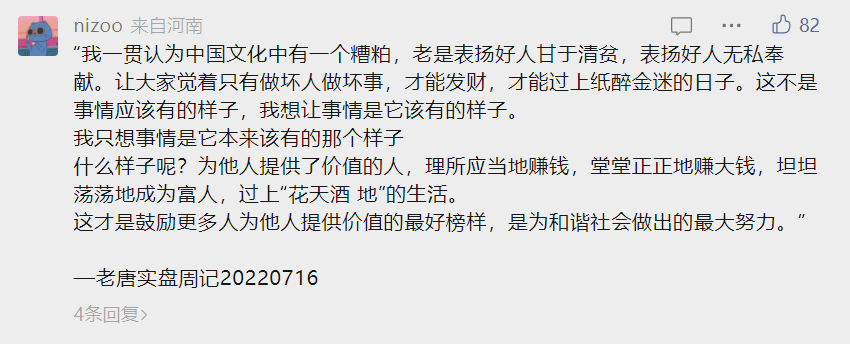 nizoo 来自河南 82
“我一贯认为中国文化中有一个糟粕，老是表扬好人甘于清贫，表扬好人无私奉
献。让大家觉着只有做坏人做坏事，才能发财，才能过上纸醉金迷的日子。这不是
事情应该有的样子，我想让事情是它该有的样子。
我只想事情是它本来该有的那个样子
什么样子呢？为他人提供了价值的人，理所应当地赚钱，堂堂正正地赚大钱，坦坦
荡荡地成为富人，过上“花天酒 地”的生活。
这才是鼓励更多人为他人提供价值的最好榜样，是为和谐社会做出的最大努力。”
—老唐实盘周记20220716
4条回复>